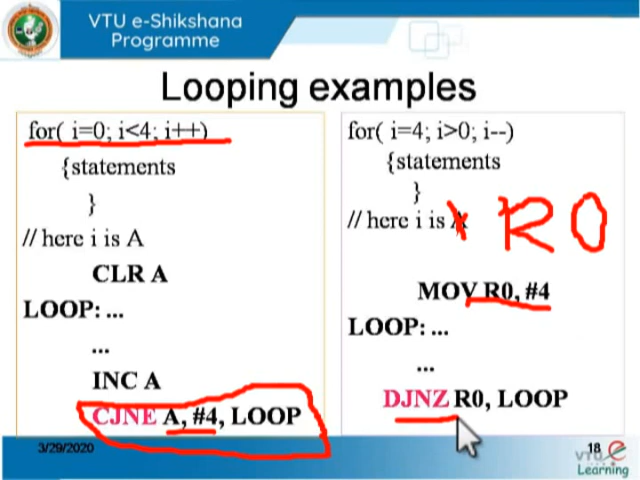 VTU e-Shikshana
Programme
Looping examples
for( i=0; i<4; i++)
{statements
}
// here i is A
CLR A
LOOP: ...
...
INC A
CJNE A, #4, LOOP
for( i=4; i>0; i--)
{statements
}
// here i is A R0
MOV R0, #4
LOOP: ...
...
DJNZ R0, LOOP
3/29/2020
18
VTU e
Learning